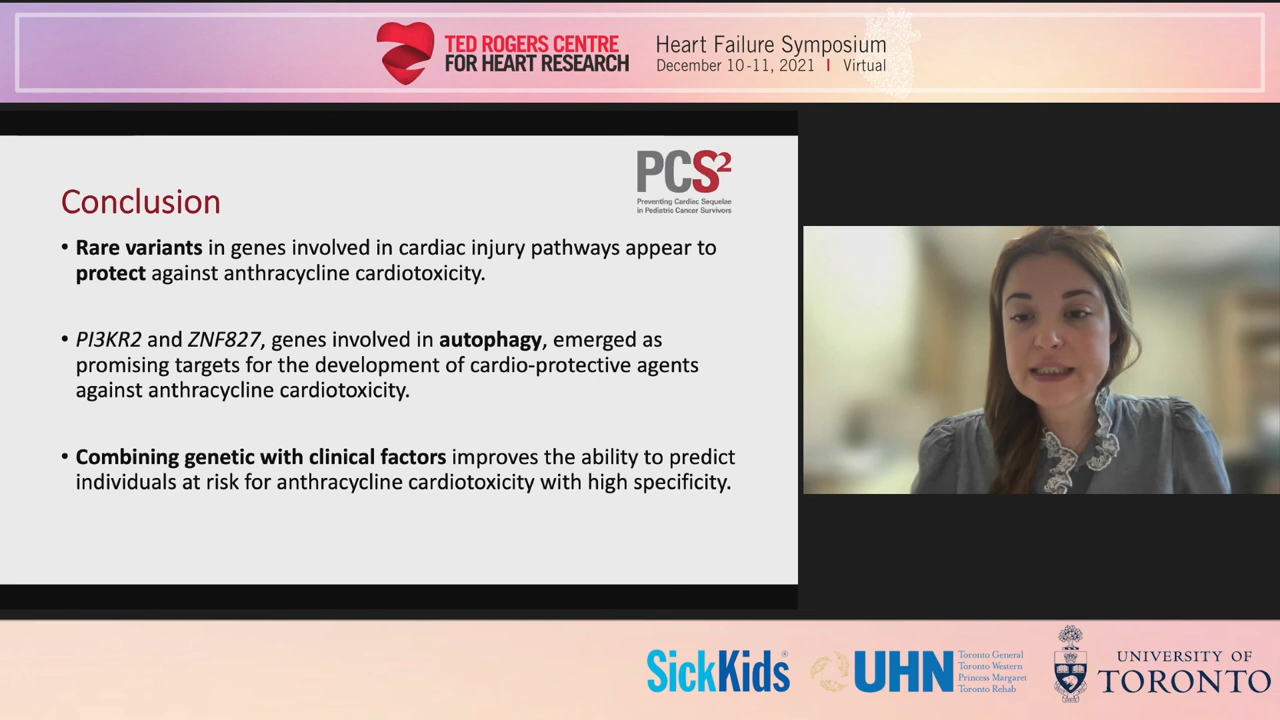 TED ROGERS CENTRE
FOR HEART RESEARCH
Heart Failure Symposium
December 10-11, 2021 | Virtual
PCS2
Preventing Cardiac Sequelae
in Pediatric Cancer Survivors
Conclusion
• Rare variants in genes involved in cardiac injury pathways appear to
protect against anthracycline cardiotoxicity.
• PI3KR2 and ZNF827, genes involved in autophagy, emerged as
promising targets for the development of cardio-protective agents
against anthracycline cardiotoxicity.
• Combining genetic with clinical factors improves the ability to predict
individuals at risk for anthracycline cardiotoxicity with high specificity.
SickKids®
UHN
Toronto General
Toronto Western
Princess Margaret
Toronto Rehab
UNIVERSITY OF
TORONTO